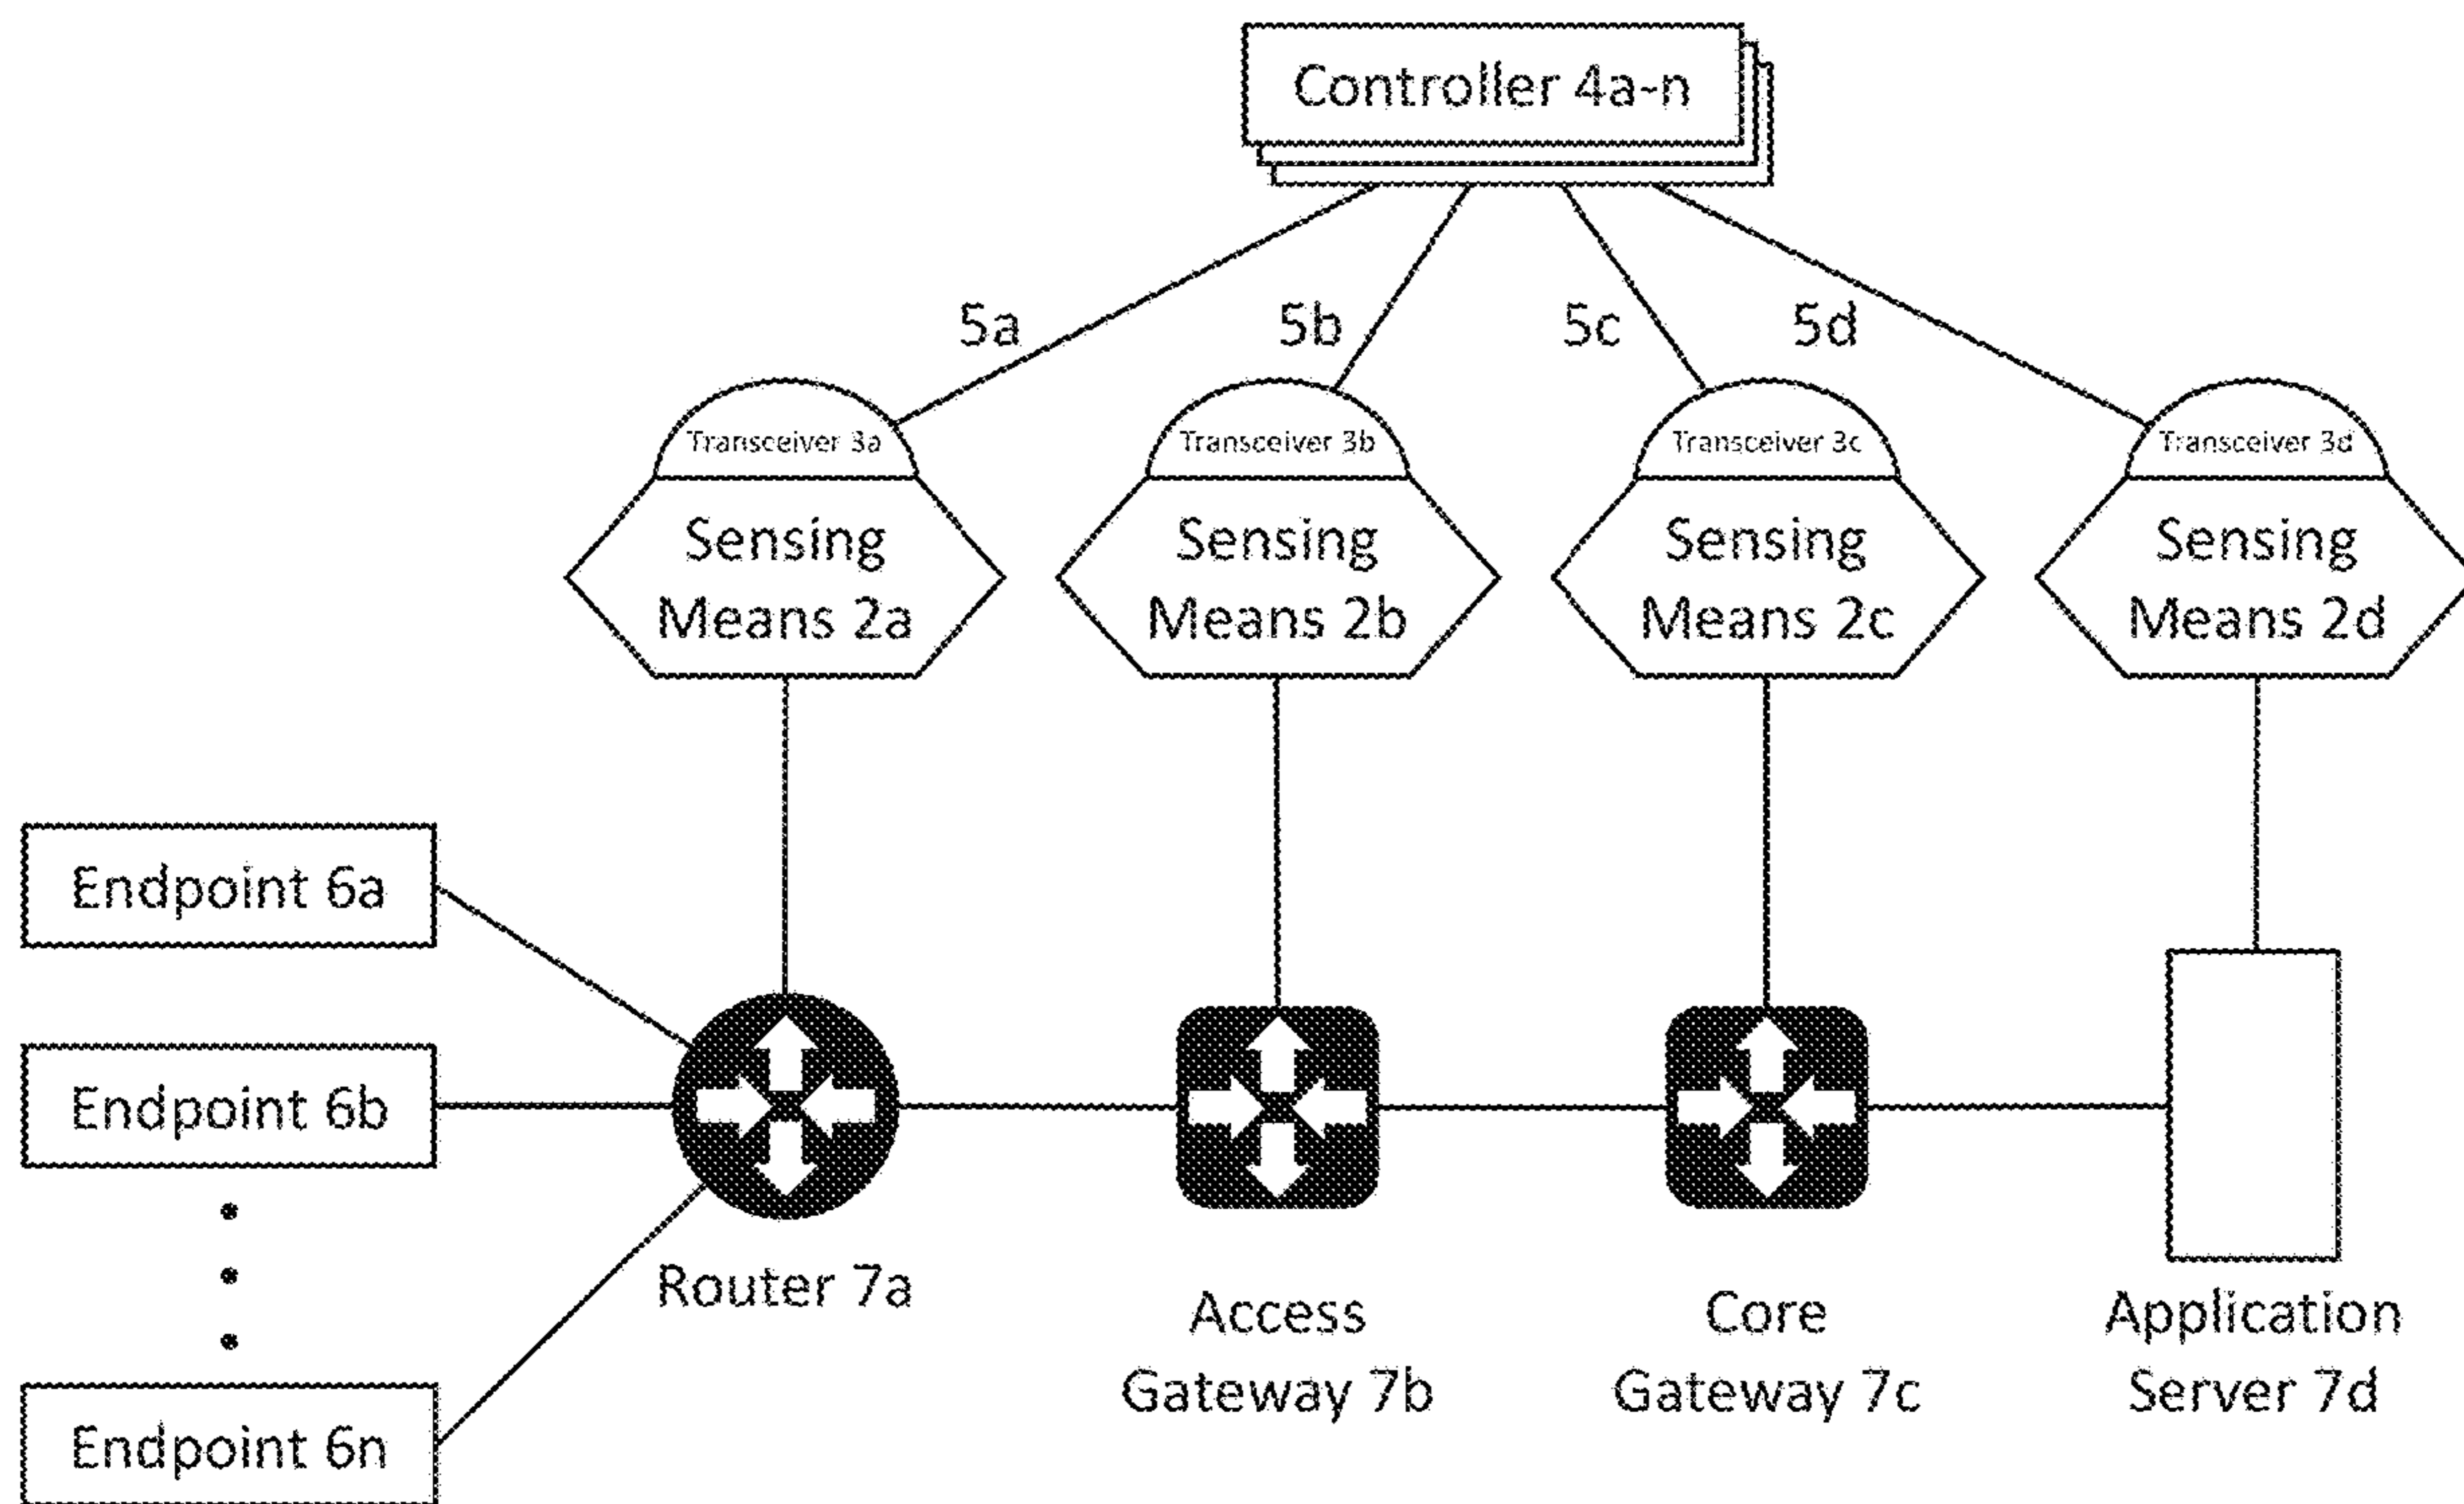 Controller 4a-n
5a
5b
5c
5d
Transceiver 3a
Transceiver 3b
Transceiver 3c
Transceiver 3d
Sensing
Means 2a
Sensing
Means 2b
Sensing
Means 2c
Sensing
Means 2d
Endpoint 6a
Endpoint 6b
Endpoint 6n
Router 7a
Access
Gateway 7b
Core
Gateway 7c
Application
Server 7d